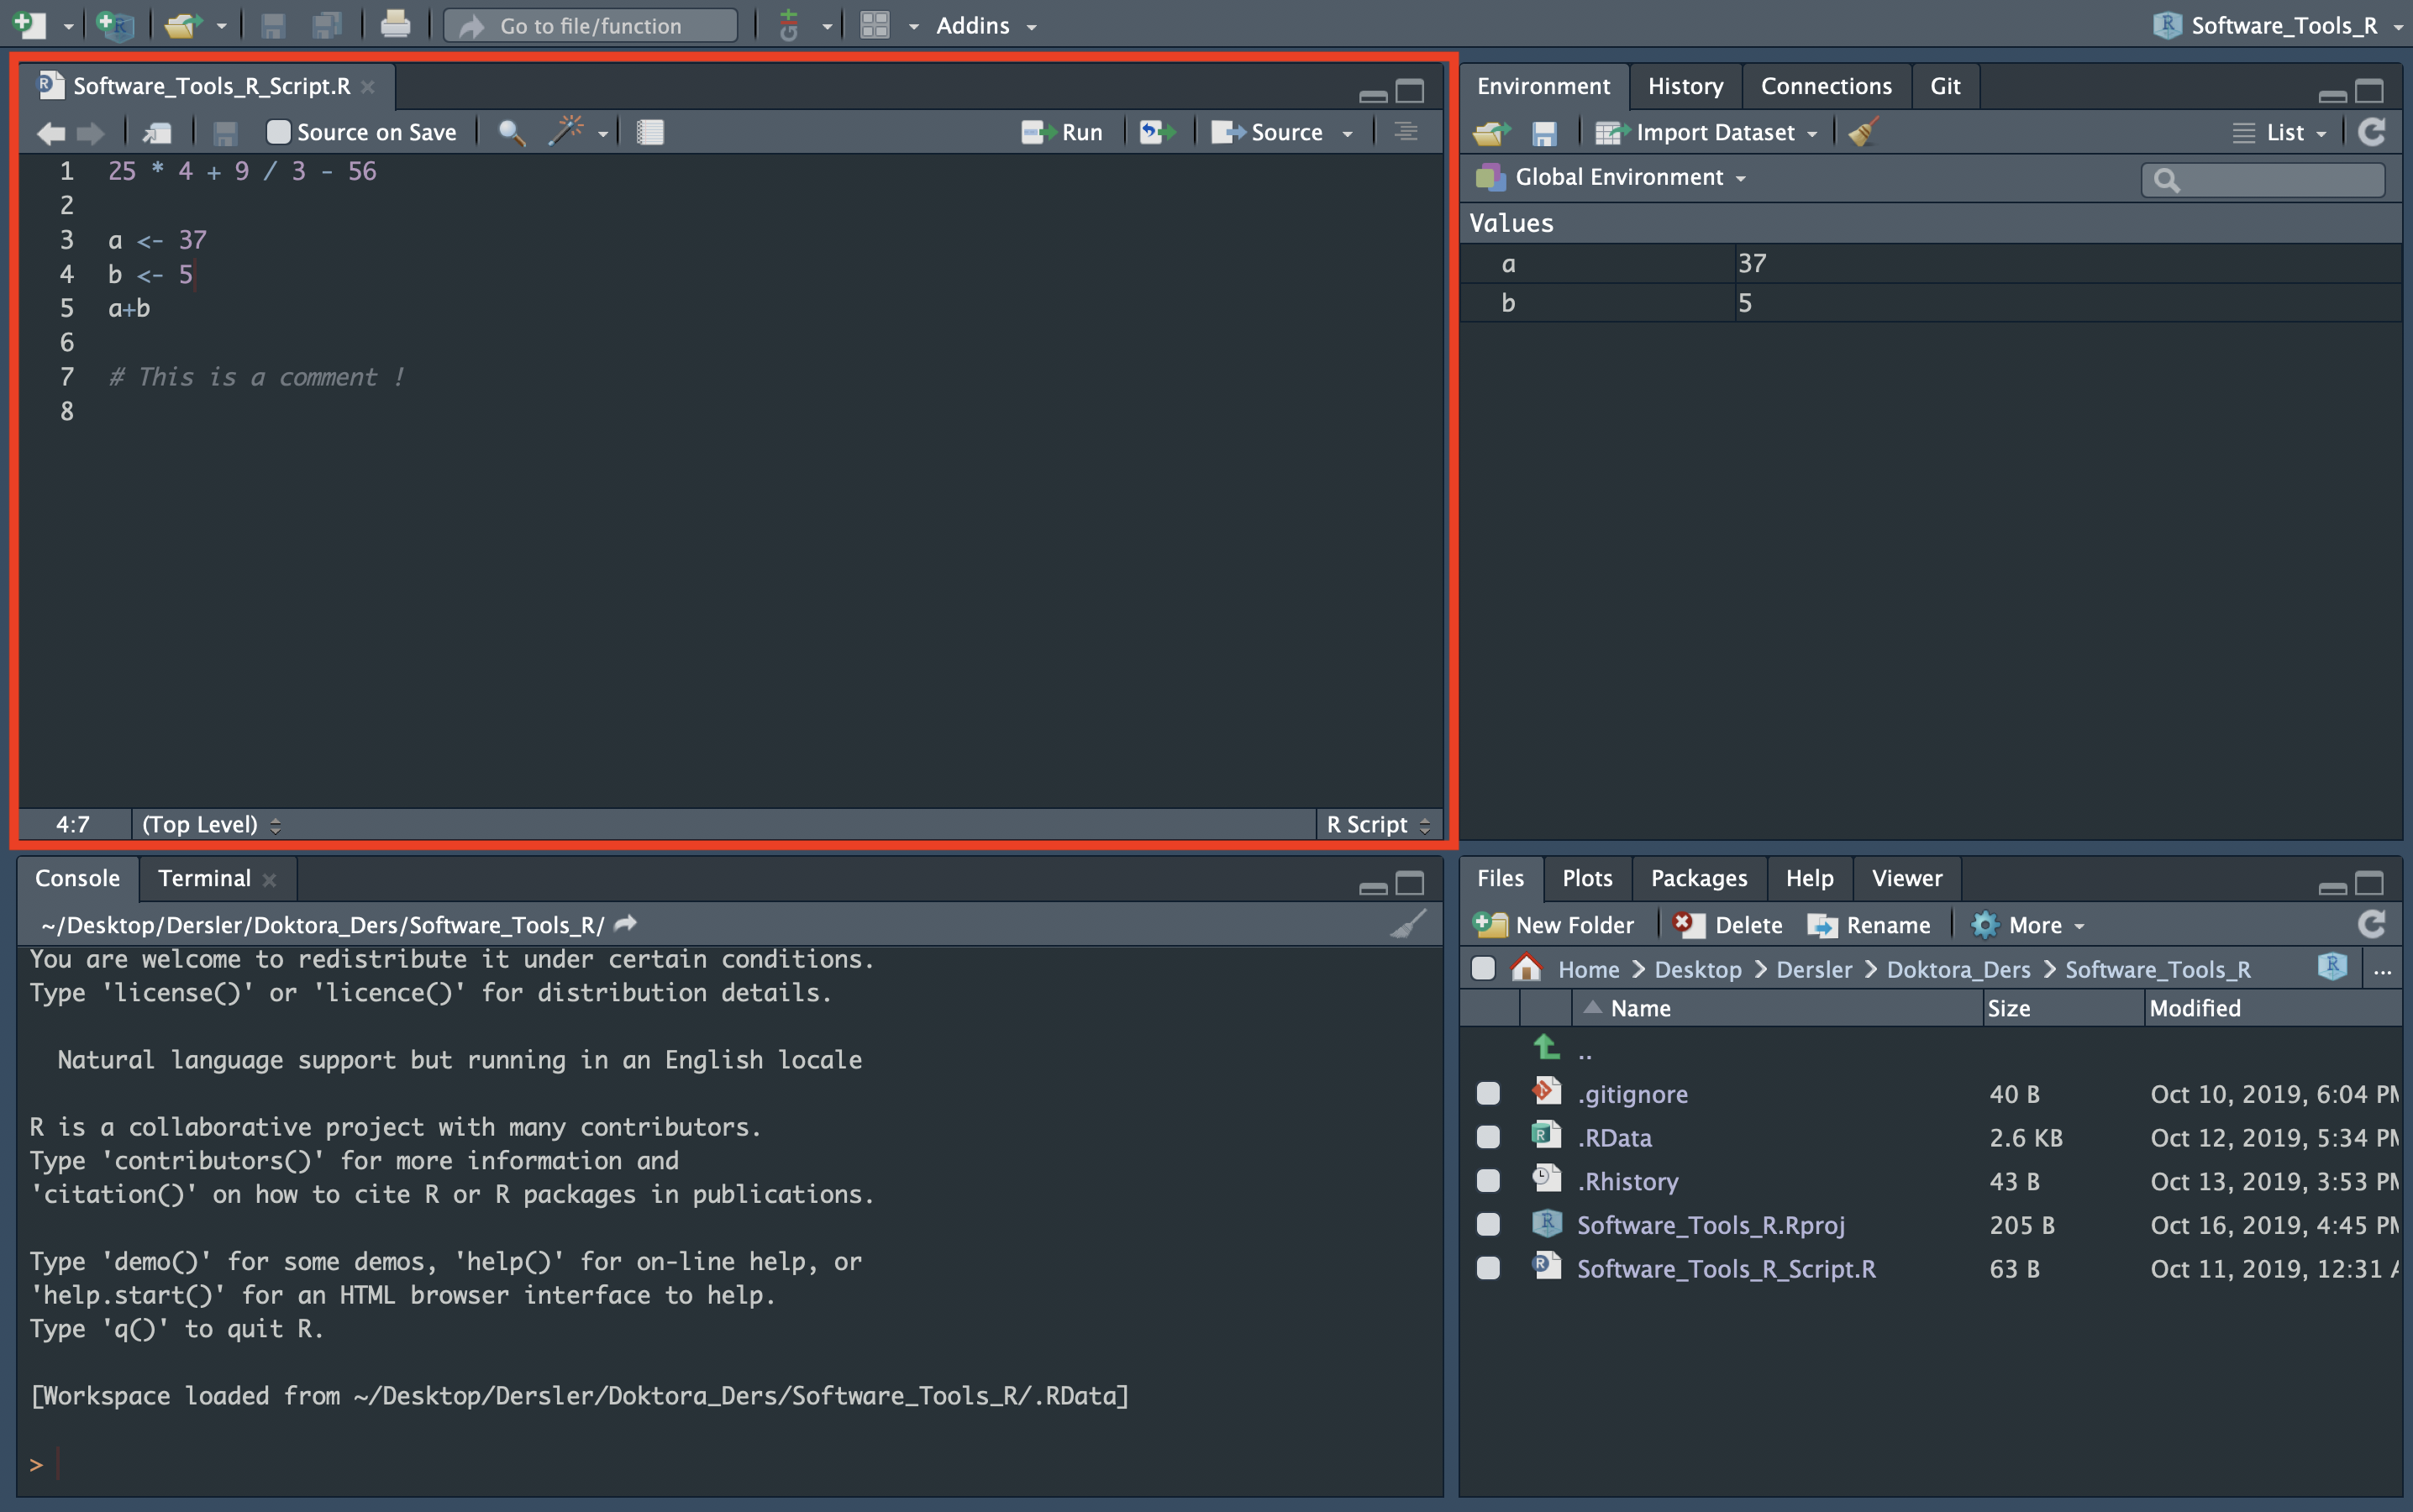 Go to file/function Addins Software_Tools_R
Software_Tools_R_Script.R
Source on Save Run Source
1 25 * 4 + 9 / 3 - 56
2
3 a <- 37
4 b <- 5
5 a+b
6
7 # This is a comment !
8
4:7 (Top Level) R Script
Environment History Connections Git
Import Dataset List
Global Environment
Values
a 37
b 5
Console Terminal
~/Desktop/Dersler/Doktora_Ders/Software_Tools_R/
You are welcome to redistribute it under certain conditions.
Type 'license()' or 'licence()' for distribution details.
Natural language support but running in an English locale
R is a collaborative project with many contributors.
Type 'contributors()' for more information and
'citation()' on how to cite R or R packages in publications.
Type 'demo()' for some demos, 'help()' for on-line help, or
'help.start()' for an HTML browser interface to help.
Type 'q()' to quit R.
[Workspace loaded from ~/Desktop/Dersler/Doktora_Ders/Software_Tools_R/.RData]
>
Files Plots Packages Help Viewer
New Folder Delete Rename More
Home Desktop Dersler Doktora_Ders Software_Tools_R ...
Name Size Modified
..
.gitignore 40 B Oct 10, 2019, 6:04 PM
.RData 2.6 KB Oct 12, 2019, 5:34 PM
.Rhistory 43 B Oct 13, 2019, 3:53 PM
Software_Tools_R.Rproj 205 B Oct 16, 2019, 4:45 PM
Software_Tools_R_Script.R 63 B Oct 11, 2019, 12:31 A